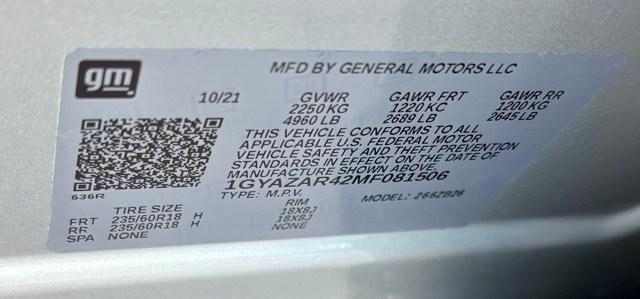 gm
MFD BY GENERAL MOTORS LLC
10/21 GVWR GAWR FRT GAWR RR
2250 KG 1220 KC 1200 KG
4960 LB 2689 LB 2645 LB
THIS VEHICLE CONFORMS TO ALL
APPLICABLE U.S. FEDERAL MOTOR
VEHICLE SAFETY AND THEFT PREVENTION
STANDARDS IN EFFECT ON THE DATE OF
MANUFACTURE SHOWN ABOVE
1GYAZAR42MF081506
636R TYPE: M.P.V. MODEL: 266ZB26
TIRE SIZE RIM
FRT 235/60R18 H 18X8J
RR 235/60R18 H 18X8J
SPA NONE NONE